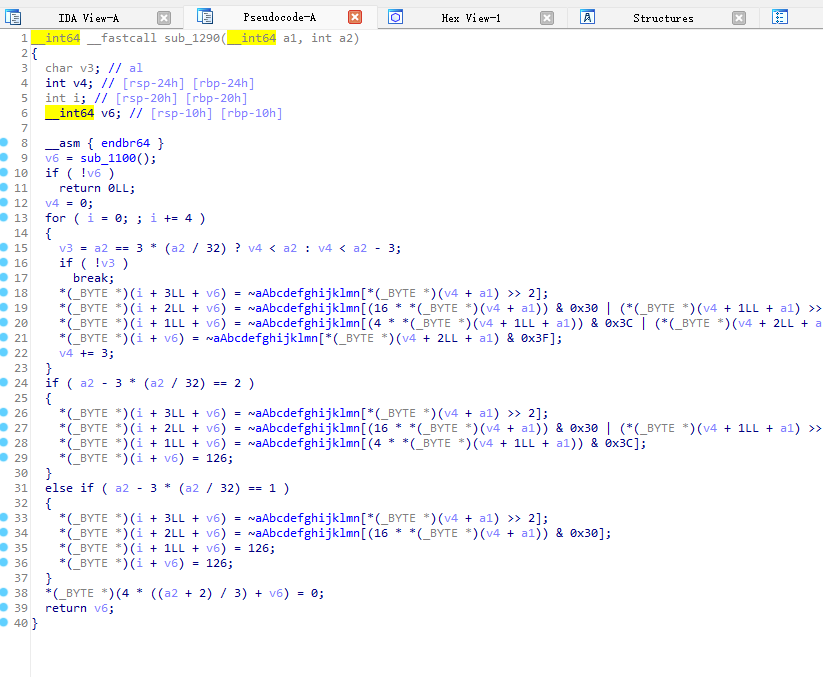 IDA View-A Pseudocode-A Hex View-1 Structures
1 __int64 __fastcall sub_1290(__int64 a1, int a2)
2 {
3 char v3; // al
4 int v4; // [rsp-24h] [rbp-24h]
5 int i; // [rsp-20h] [rbp-20h]
6 __int64 v6; // [rsp-10h] [rbp-10h]
7
8 __asm { endbr64 }
9 v6 = sub_1100();
10 if ( !v6 )
11 return 0LL;
12 v4 = 0;
13 for ( i = 0; ; i += 4 )
14 {
15 v3 = a2 == 3 * (a2 / 32) ? v4 < a2 : v4 < a2 - 3;
16 if ( !v3 )
17 break;
18 *(_BYTE *)(i + 3LL + v6) = ~aAbcdefghijklmn[*(_BYTE *)(v4 + a1) >> 2];
19 *(_BYTE *)(i + 2LL + v6) = ~aAbcdefghijklmn[(16 * *(_BYTE *)(v4 + a1)) & 0x30 | (*(_BYTE *)(v4 + 1LL + a1) >>
20 *(_BYTE *)(i + 1LL + v6) = ~aAbcdefghijklmn[(4 * *(_BYTE *)(v4 + 1LL + a1)) & 0x3C | (*(_BYTE *)(v4 + 2LL + a
21 *(_BYTE *)(i + v6) = ~aAbcdefghijklmn[*(_BYTE *)(v4 + 2LL + a1) & 0x3F];
22 v4 += 3;
23 }
24 if ( a2 - 3 * (a2 / 32) == 2 )
25 {
26 *(_BYTE *)(i + 3LL + v6) = ~aAbcdefghijklmn[*(_BYTE *)(v4 + a1) >> 2];
27 *(_BYTE *)(i + 2LL + v6) = ~aAbcdefghijklmn[(16 * *(_BYTE *)(v4 + a1)) & 0x30 | (*(_BYTE *)(v4 + 1LL + a1) >>
28 *(_BYTE *)(i + 1LL + v6) = ~aAbcdefghijklmn[(4 * *(_BYTE *)(v4 + 1LL + a1)) & 0x3C];
29 *(_BYTE *)(i + v6) = 126;
30 }
31 else if ( a2 - 3 * (a2 / 32) == 1 )
32 {
33 *(_BYTE *)(i + 3LL + v6) = ~aAbcdefghijklmn[*(_BYTE *)(v4 + a1) >> 2];
34 *(_BYTE *)(i + 2LL + v6) = ~aAbcdefghijklmn[(16 * *(_BYTE *)(v4 + a1)) & 0x30];
35 *(_BYTE *)(i + 1LL + v6) = 126;
36 *(_BYTE *)(i + v6) = 126;
37 }
38 *(_BYTE *)(4 * ((a2 + 2) / 3) + v6) = 0;
39 return v6;
40 }